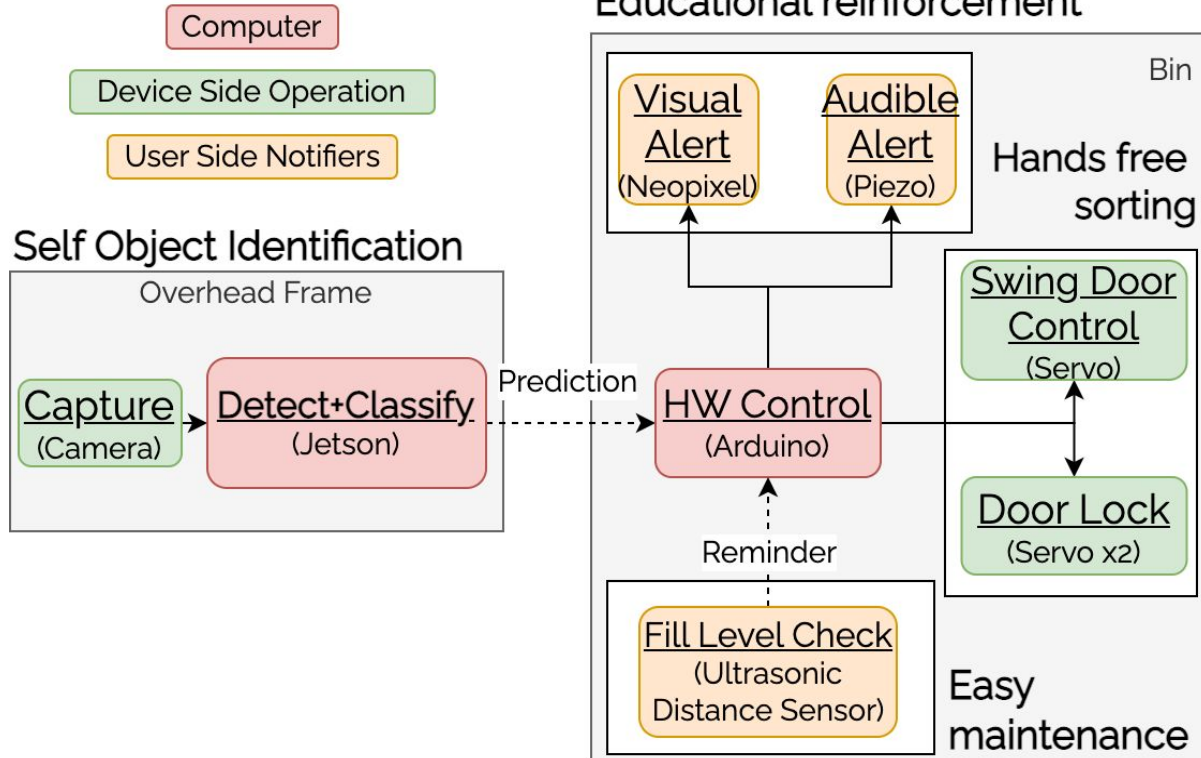 Computer
Device Side Operation
User Side Notifiers
Self Object Identification
Overhead Frame
Capture
(Camera)
Detect+Classify
(Jetson)
Prediction
Educational reinforcement
Bin
Visual
Alert
(Neopixel)
Audible
Alert
(Piezo)
Hands free
sorting
Swing Door
Control
(Servo)
HW Control
(Arduino)
Door Lock
(Servo x2)
Reminder
Fill Level Check
(Ultrasonic
Distance Sensor)
Easy
maintenance